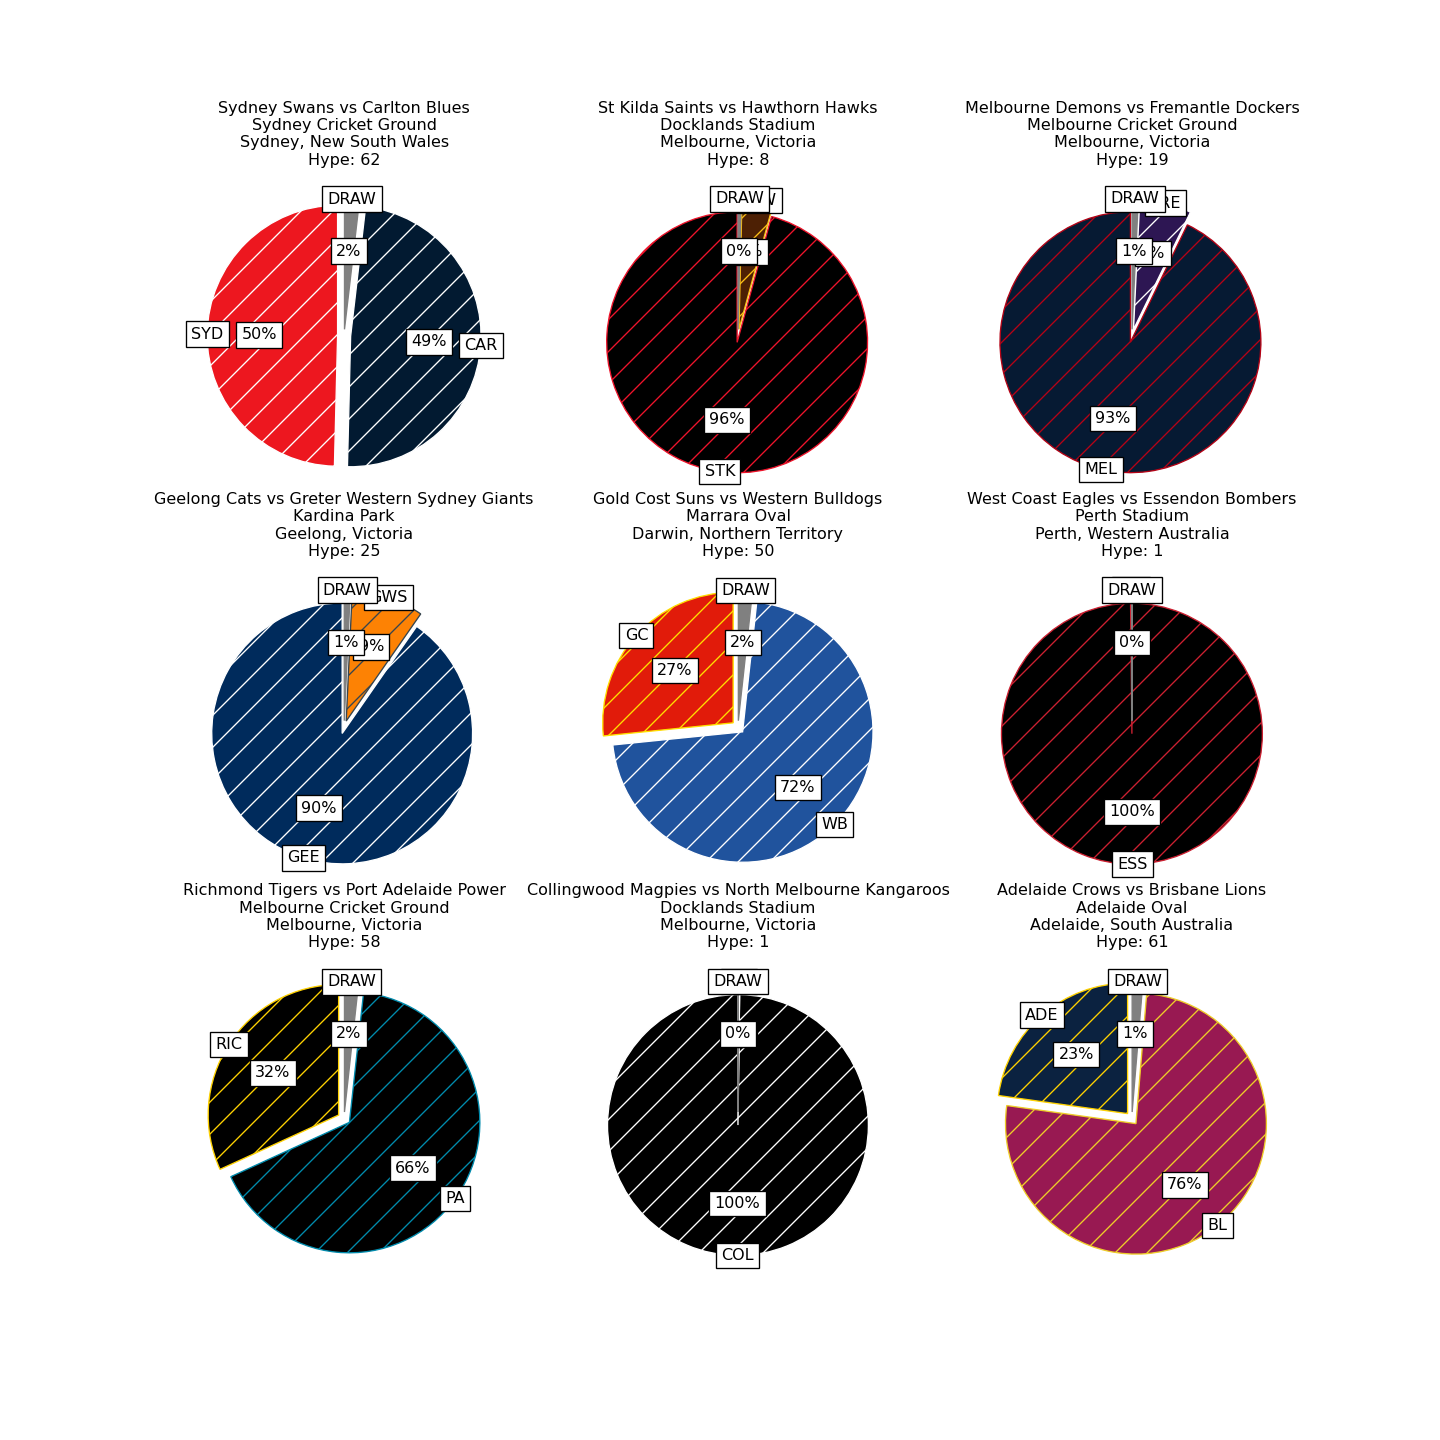 Sydney Swans vs Carlton Blues
Sydney Cricket Ground
Sydney, New South Wales
Hype: 62
DRAW
2%
SYD
50%
49%
CAR
St Kilda Saints vs Hawthorn Hawks
Docklands Stadium
Melbourne, Victoria
Hype: 8
DRAW
0%
96%
STK
Melbourne Demons vs Fremantle Dockers
Melbourne Cricket Ground
Melbourne, Victoria
Hype: 19
DRAW
1%
93%
MEL
Geelong Cats vs Greter Western Sydney Giants
Kardina Park
Geelong, Victoria
Hype: 25
DRAW
GWS
1%
9%
90%
GEE
Gold Cost Suns vs Western Bulldogs
Marrara Oval
Darwin, Northern Territory
Hype: 50
DRAW
GC
2%
27%
72%
WB
West Coast Eagles vs Essendon Bombers
Perth Stadium
Perth, Western Australia
Hype: 1
DRAW
0%
100%
ESS
Richmond Tigers vs Port Adelaide Power
Melbourne Cricket Ground
Melbourne, Victoria
Hype: 58
DRAW
2%
RIC
32%
66%
PA
Collingwood Magpies vs North Melbourne Kangaroos
Docklands Stadium
Melbourne, Victoria
Hype: 1
DRAW
0%
100%
COL
Adelaide Crows vs Brisbane Lions
Adelaide Oval
Adelaide, South Australia
Hype: 61
DRAW
ADE
1%
23%
76%
BL